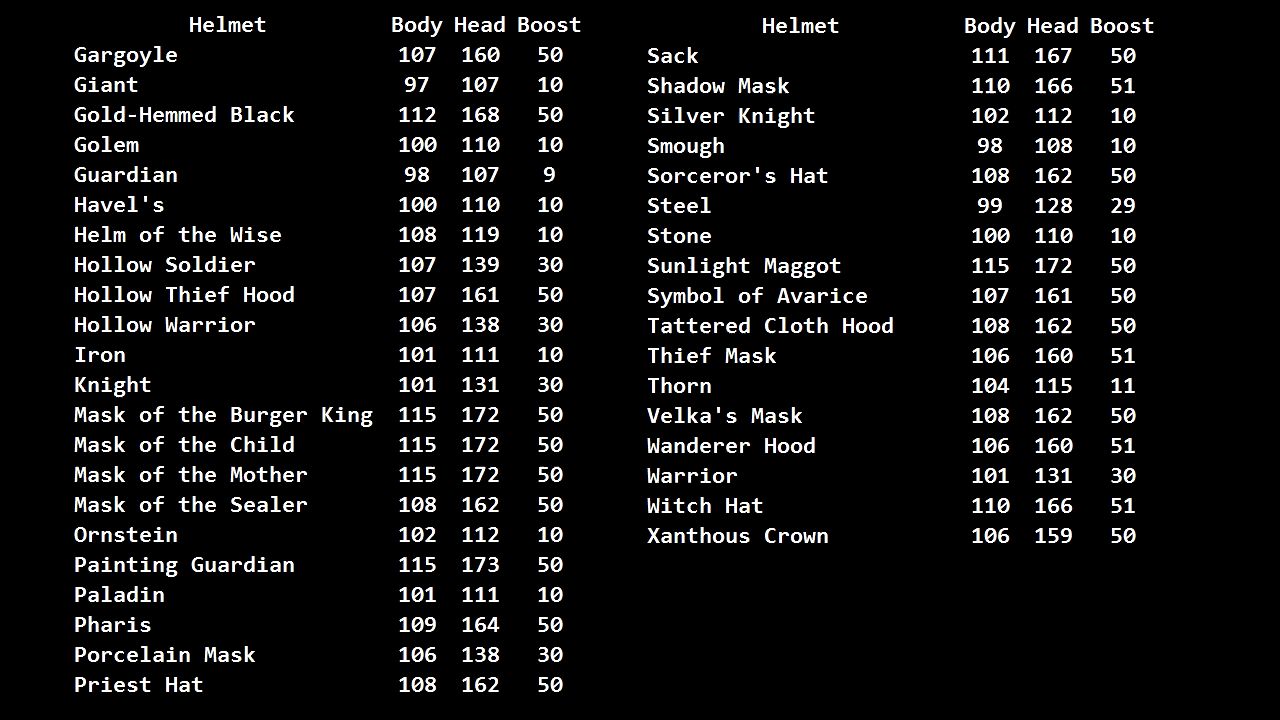 Helmet Body Head Boost
Gargoyle 107 160 50
Giant 97 107 10
Gold-Hemmed Black 112 168 50
Golem 100 110 10
Guardian 98 107 9
Havel's 100 110 10
Helm of the Wise 108 119 10
Hollow Soldier 107 139 30
Hollow Thief Hood 107 161 50
Hollow Warrior 106 138 30
Iron 101 111 10
Knight 101 131 30
Mask of the Burger King 115 172 50
Mask of the Child 115 172 50
Mask of the Mother 115 172 50
Mask of the Sealer 108 162 50
Ornstein 102 112 10
Painting Guardian 115 173 50
Paladin 101 111 10
Pharis 109 164 50
Porcelain Mask 106 138 30
Priest Hat 108 162 50
Helmet Body Head Boost
Sack 111 167 50
Shadow Mask 110 166 51
Silver Knight 102 112 10
Smough 98 108 10
Sorceror's Hat 108 162 50
Steel 99 128 29
Stone 100 110 10
Sunlight Maggot 115 172 50
Symbol of Avarice 107 161 50
Tattered Cloth Hood 108 162 50
Thief Mask 106 160 51
Thorn 104 115 11
Velka's Mask 108 162 50
Wanderer Hood 106 160 51
Warrior 101 131 30
Witch Hat 110 166 51
Xanthous Crown 106 159 50